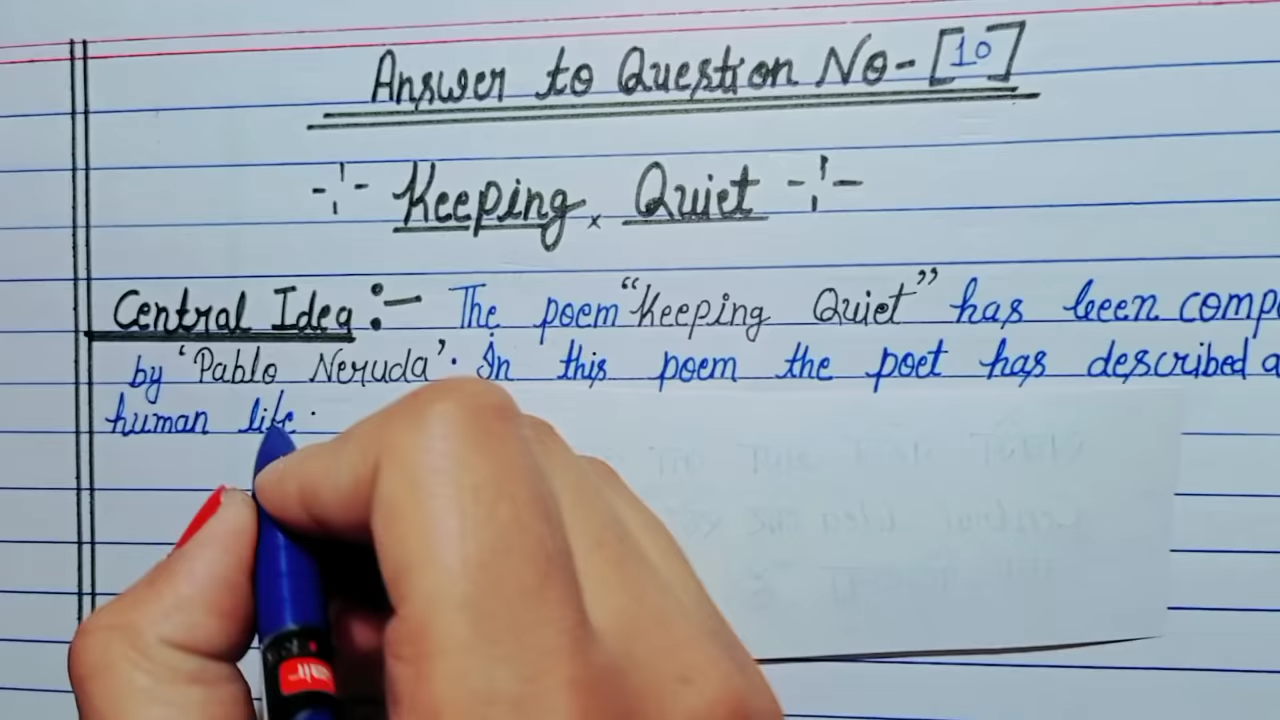 Answer to Question No-[10]
Keeping Quiet
Central Idea:- The poem "Keeping Quiet" has been comp
by 'Pablo Neruda'. In this poem the poet has described a
human life.